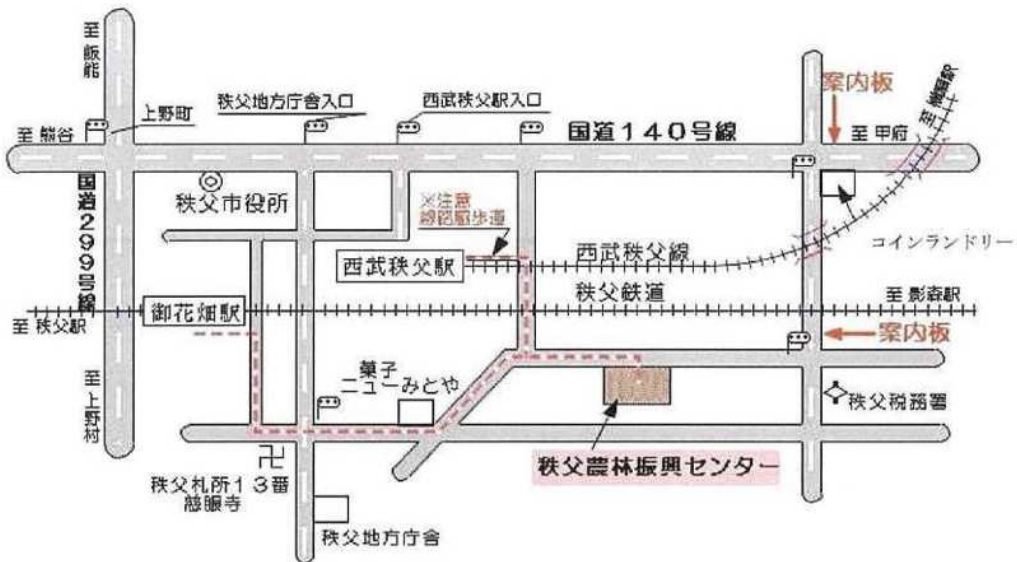 至飯能
上野町
秩父地方庁舎入口
西武秩父駅入口
案内板
至熊谷
国道140号線
至甲府
国道299号線
秩父市役所
※注意
コインランドリー
西武秩父駅
西武秩父線
秩父鉄道
至影森駅
至秩父駅
御花畑駅
案内板
至上野村
菓子
ニューみとや
秩父税務署
卍
秩父札所13番
慈眼寺
秩父農林振興センター
秩父地方庁舎